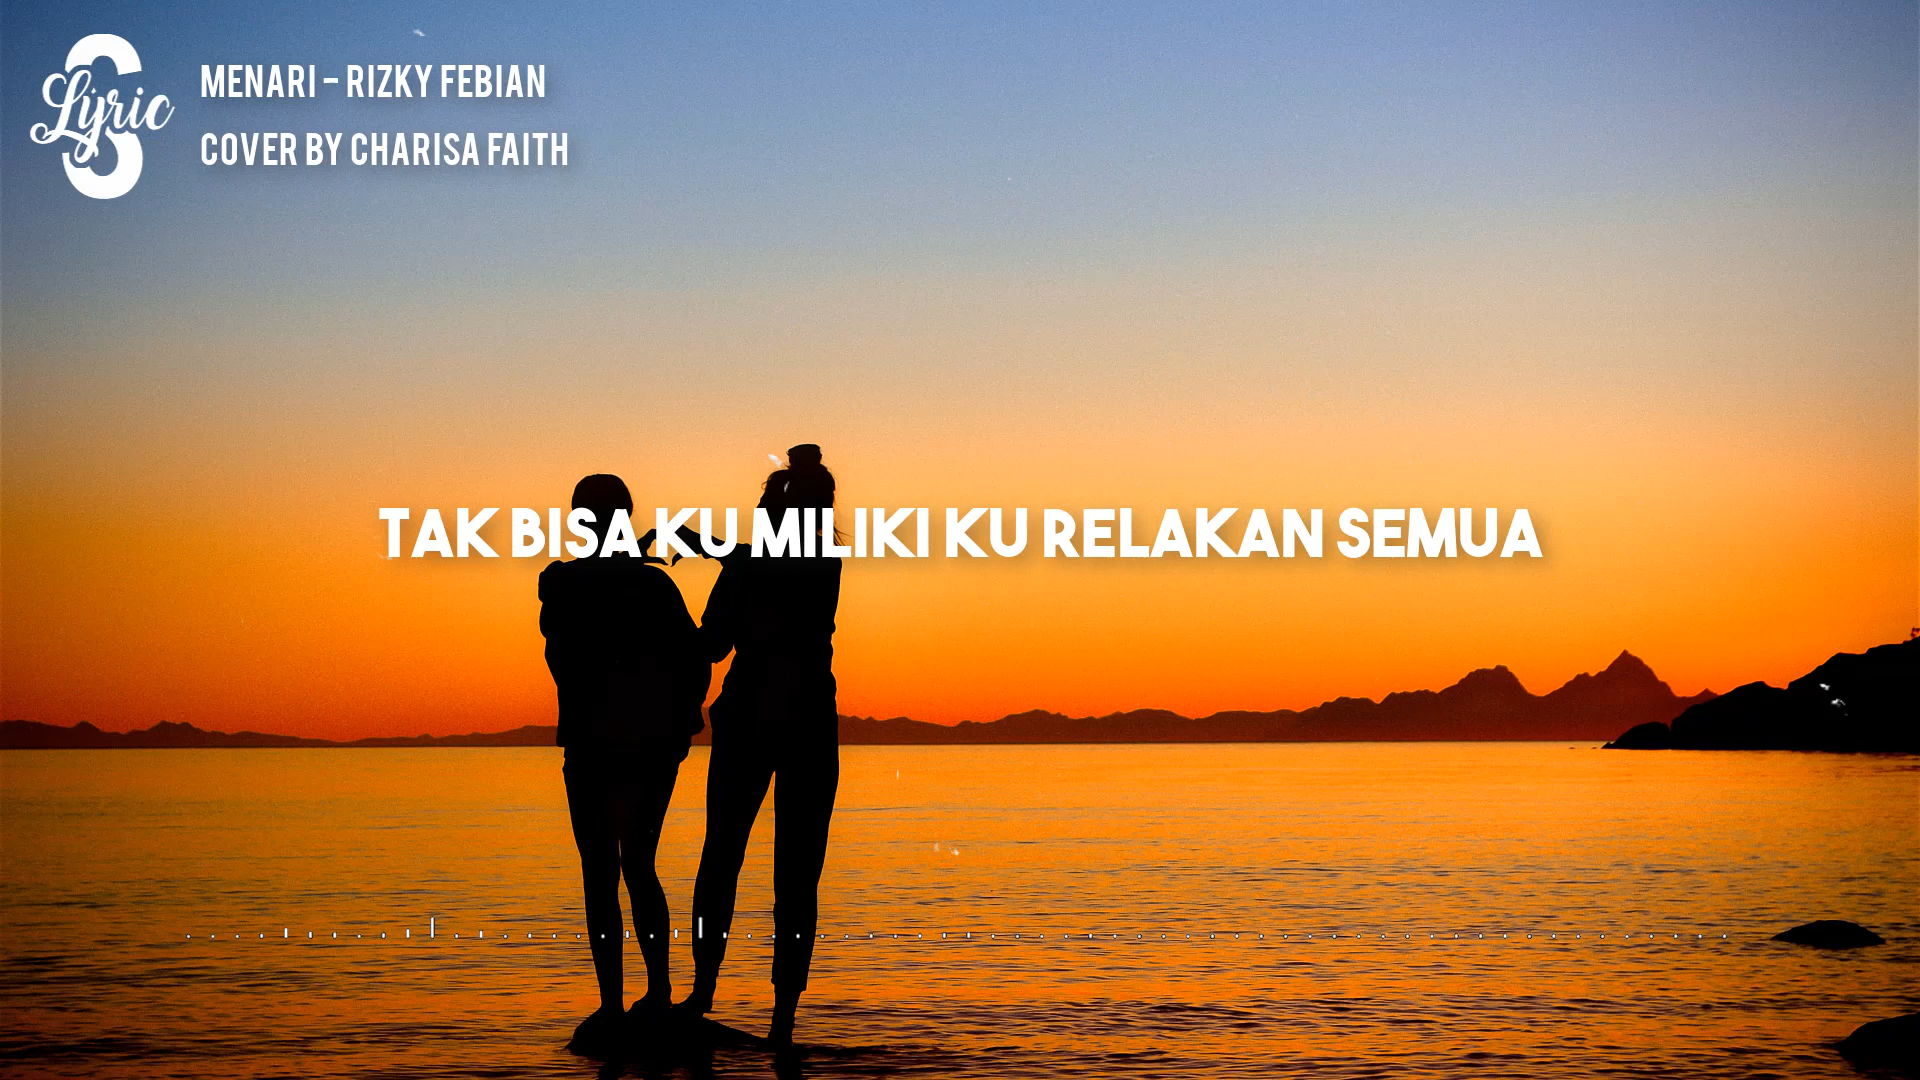 S
Lyric
MENARI - RIZKY FEBIAN
COVER BY CHARISA FAITH
TAK BISA KU MILIKI KU RELAKAN SEMUA